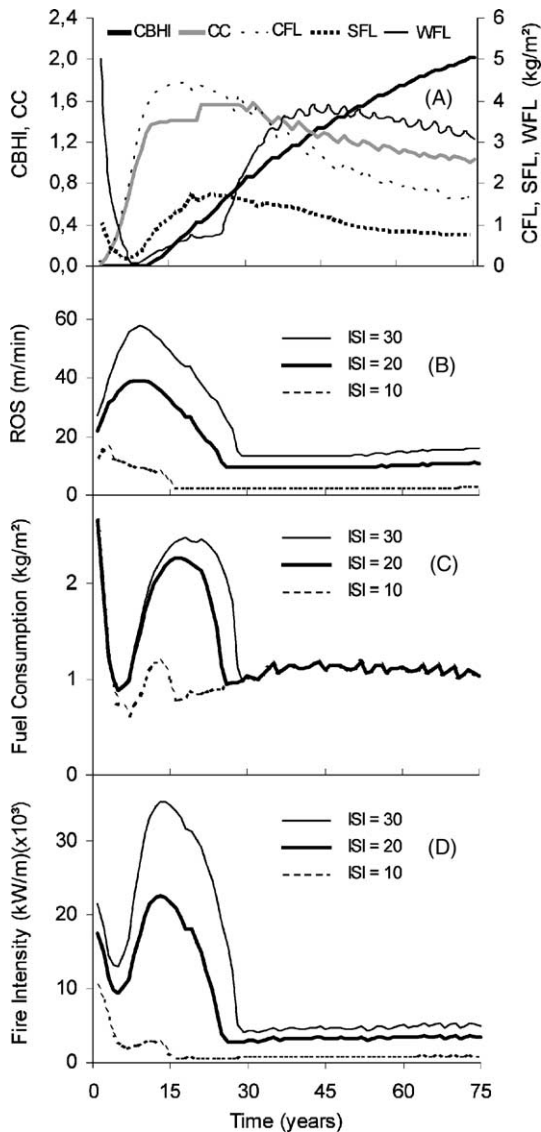 CBHI CC CFL SFL WFL
2,4 6
2,0 5
1,6 (A) 4
1,2 3
0,8 2
0,4 1
0,0 0
CBHI, CC
CFL, SFL, WFL (kg/m²)
ROS (m/min)
60
40
20
0
ISI = 30
ISI = 20 (B)
ISI = 10
Fuel Consumption (kg/m²)
2
1
0
ISI = 30
ISI = 20 (C)
ISI = 10
Fire Intensity (kW/m)(x10³)
30
20
10
0
ISI = 30
ISI = 20 (D)
ISI = 10
0 15 30 45 60 75
Time (years)